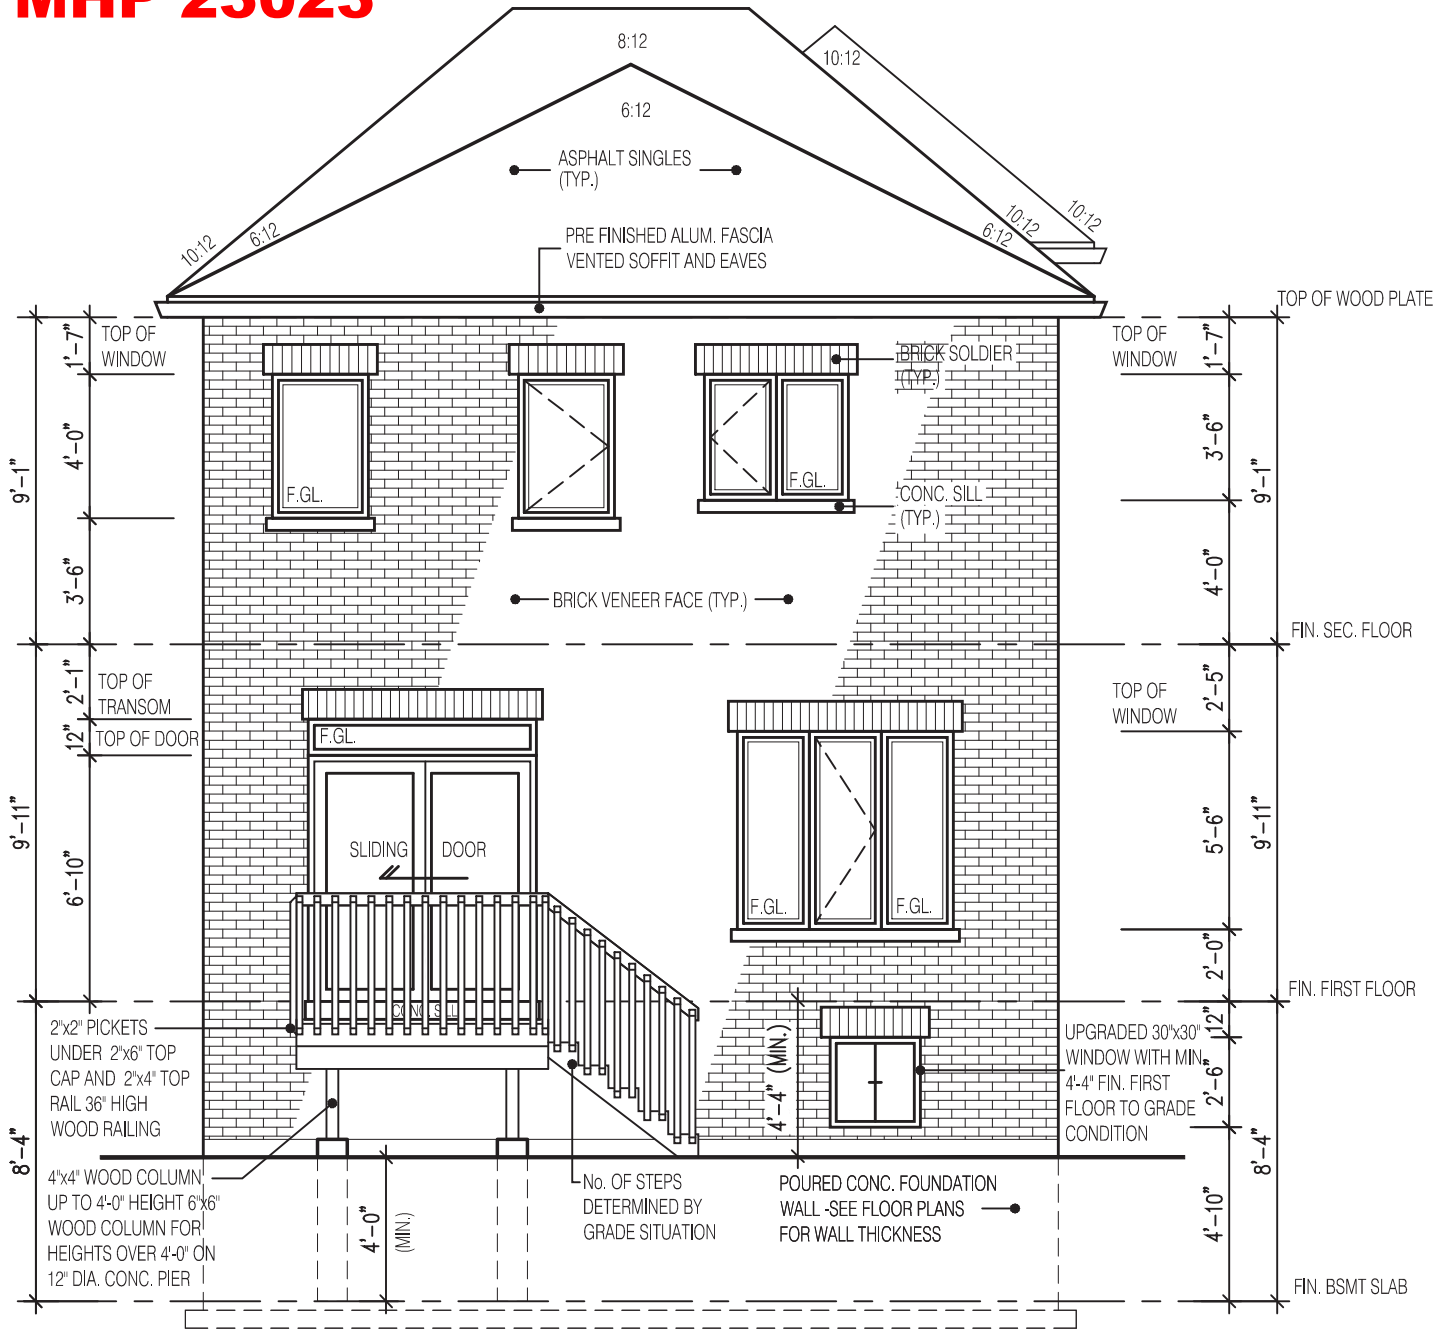 MHP 23023
8:12
10:12
6:12
ASPHALT SINGLES
(TYP.)
10:12
6:12
PRE FINISHED ALUM. FASCIA
VENTED SOFFIT AND EAVES
6:12
10:12
10:12
TOP OF WOOD PLATE
1'-7"
TOP OF
WINDOW
BRICK SOLDIER
(TYP.)
TOP OF
WINDOW
1'-7"
9'-1"
4'-0"
F.GL.
F.GL.
CONC. SILL
(TYP.)
3'-6"
9'-1"
3'-6"
BRICK VENEER FACE (TYP.)
4'-0"
FIN. SEC. FLOOR
2'-1"
TOP OF
TRANSOM
12"
TOP OF DOOR
F.GL.
TOP OF
WINDOW
2'-5"
9'-11"
6'-10"
SLIDING DOOR
F.GL.
F.GL.
5'-6"
9'-11"
2'-0"
FIN. FIRST FLOOR
CONC. SILL
2"x2" PICKETS
UNDER 2"x6" TOP
CAP AND 2"x4" TOP
RAIL 36" HIGH
WOOD RAILING
4'-4" (MIN.)
12"
UPGRADED 30"x30"
WINDOW WITH MIN.
4'-4" FIN. FIRST
FLOOR TO GRADE
CONDITION
2'-6"
8'-4"
8'-4"
4"x4" WOOD COLUMN
UP TO 4'-0" HEIGHT 6"x6"
WOOD COLUMN FOR
HEIGHTS OVER 4'-0" ON
12" DIA. CONC. PIER
4'-0"
(MIN.)
No. OF STEPS
DETERMINED BY
GRADE SITUATION
POURED CONC. FOUNDATION
WALL -SEE FLOOR PLANS
FOR WALL THICKNESS
4'-10"
FIN. BSMT SLAB